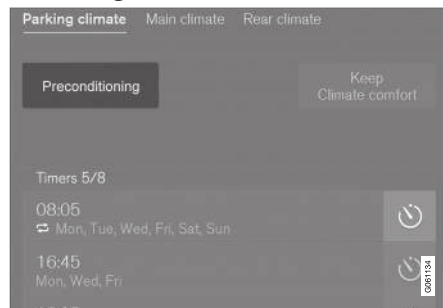 Parking climate Main climate Rear climate
Preconditioning
Keep
Climate comfort
Timers 5/8
08:05
Mon, Tue, Wed, Fri, Sat, Sun
16:45
Mon, Wed, Fri
G061134